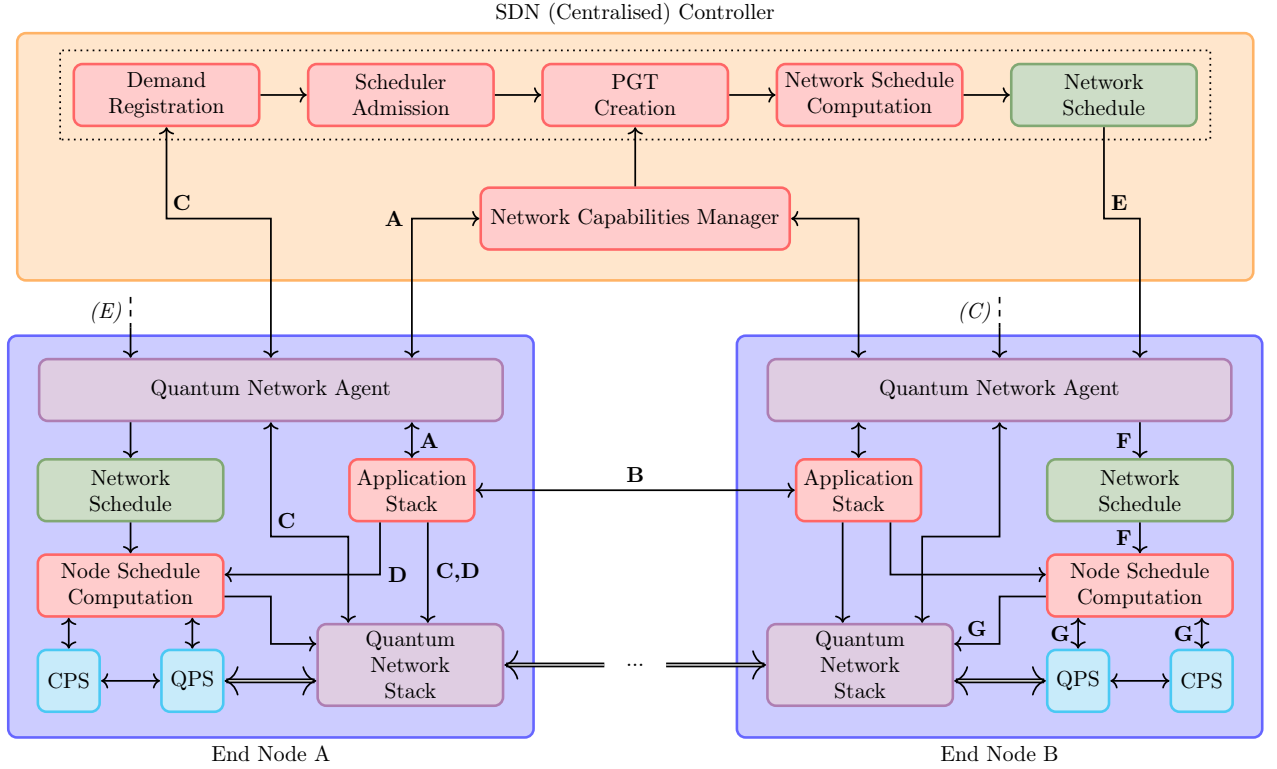 SDN (Centralised) Controller
Demand
Registration
Scheduler
Admission
PGT
Creation
Network Schedule
Computation
Network
Schedule
C
A
Network Capabilities Manager
E
(E)
(C)
Quantum Network Agent
Quantum Network Agent
A
F
Network
Schedule
Application
Stack
B
Application
Stack
Network
Schedule
C
F
Node Schedule
Computation
D
C,D
Node Schedule
Computation
Quantum
Network
Stack
...
Quantum
Network
Stack
G
G
G
CPS
QPS
QPS
CPS
End Node A
End Node B